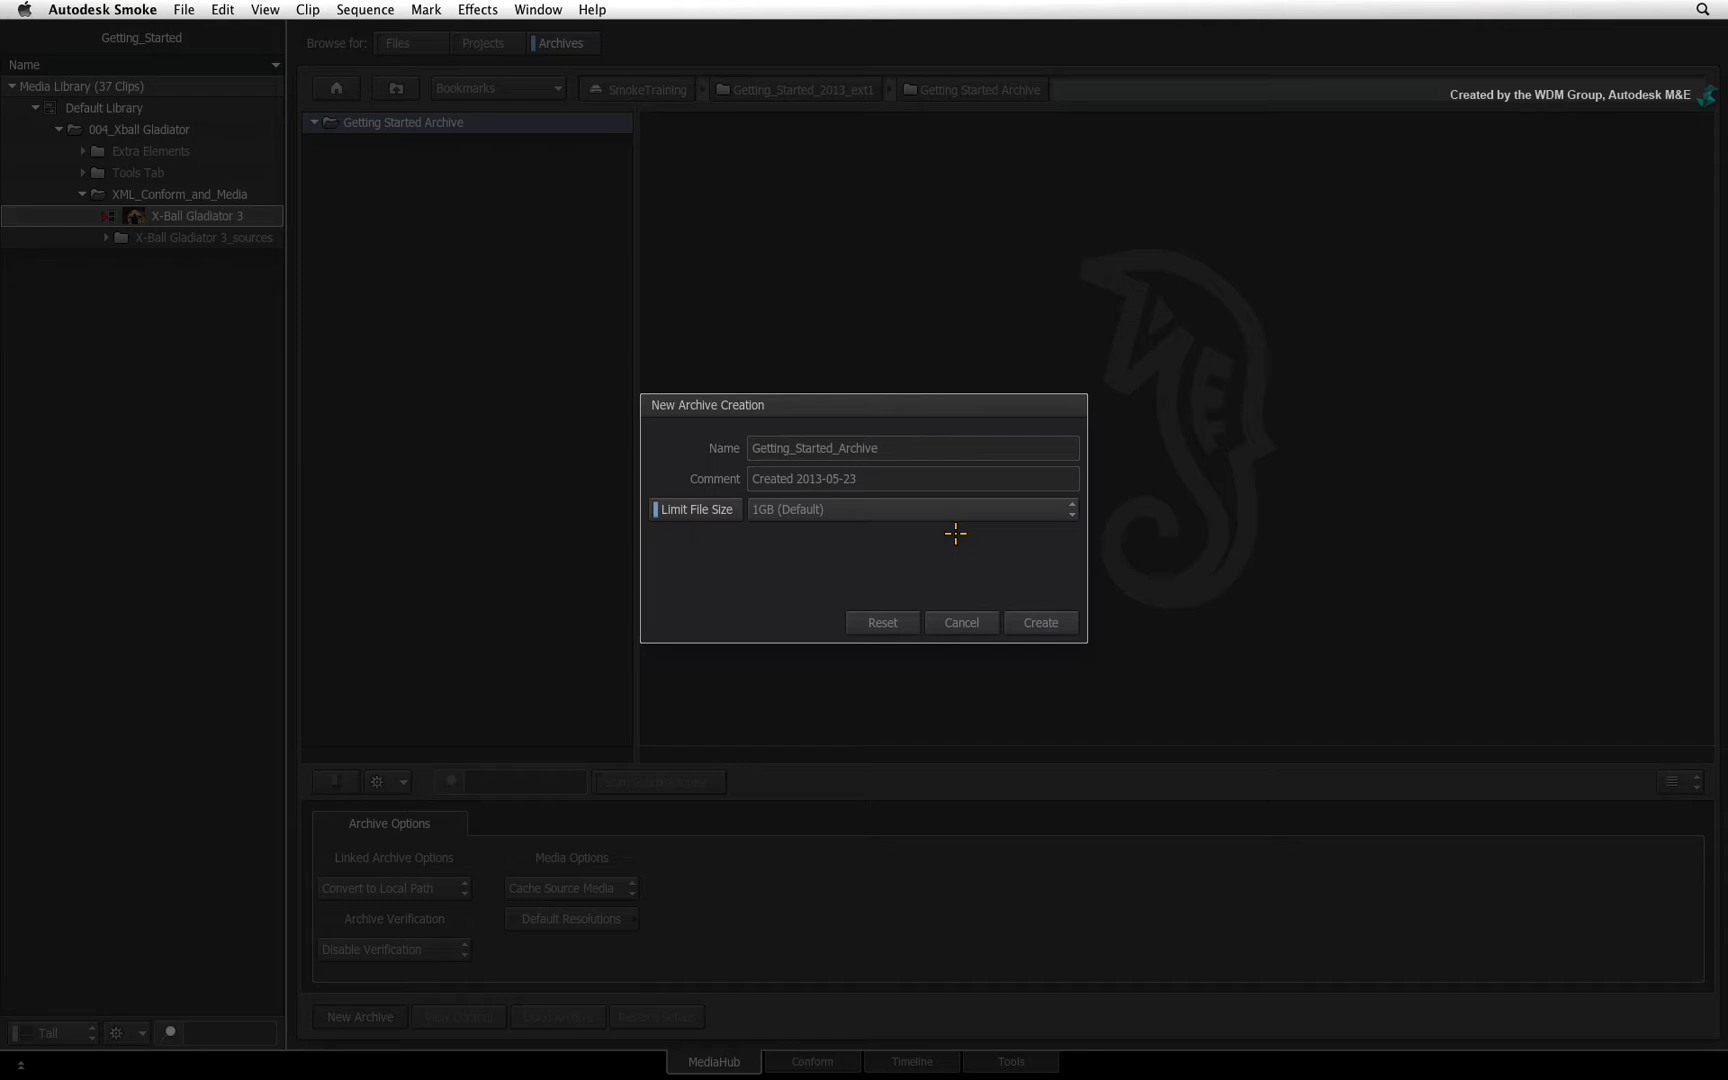 Autodesk Smoke File Edit View Clip Sequence Mark Effects Window Help
Getting_Started
Browse for: Files Projects Archives
Name
Media Library (37 Clips)
Bookmarks SmokeTraining Getting_Started_2013_ext1 Getting Started Archive
Created by the WDM Group, Autodesk M&E
Default Library
Getting Started Archive
004_Xball Gladiator
Extra Elements
Tools Tab
XML_Conform_and_Media
X-Ball Gladiator 3
X-Ball Gladiator 3_sources
New Archive Creation
Name Getting_Started_Archive
Comment Created 2013-05-23
Limit File Size 1GB (Default)
Reset Cancel Create
Archive Options
Linked Archive Options Media Options
Convert to Local Path Cache Source Media
Archive Verification Default Resolutions
Disable Verification
New Archive
Tall
MediaHub Conform Timeline Tools